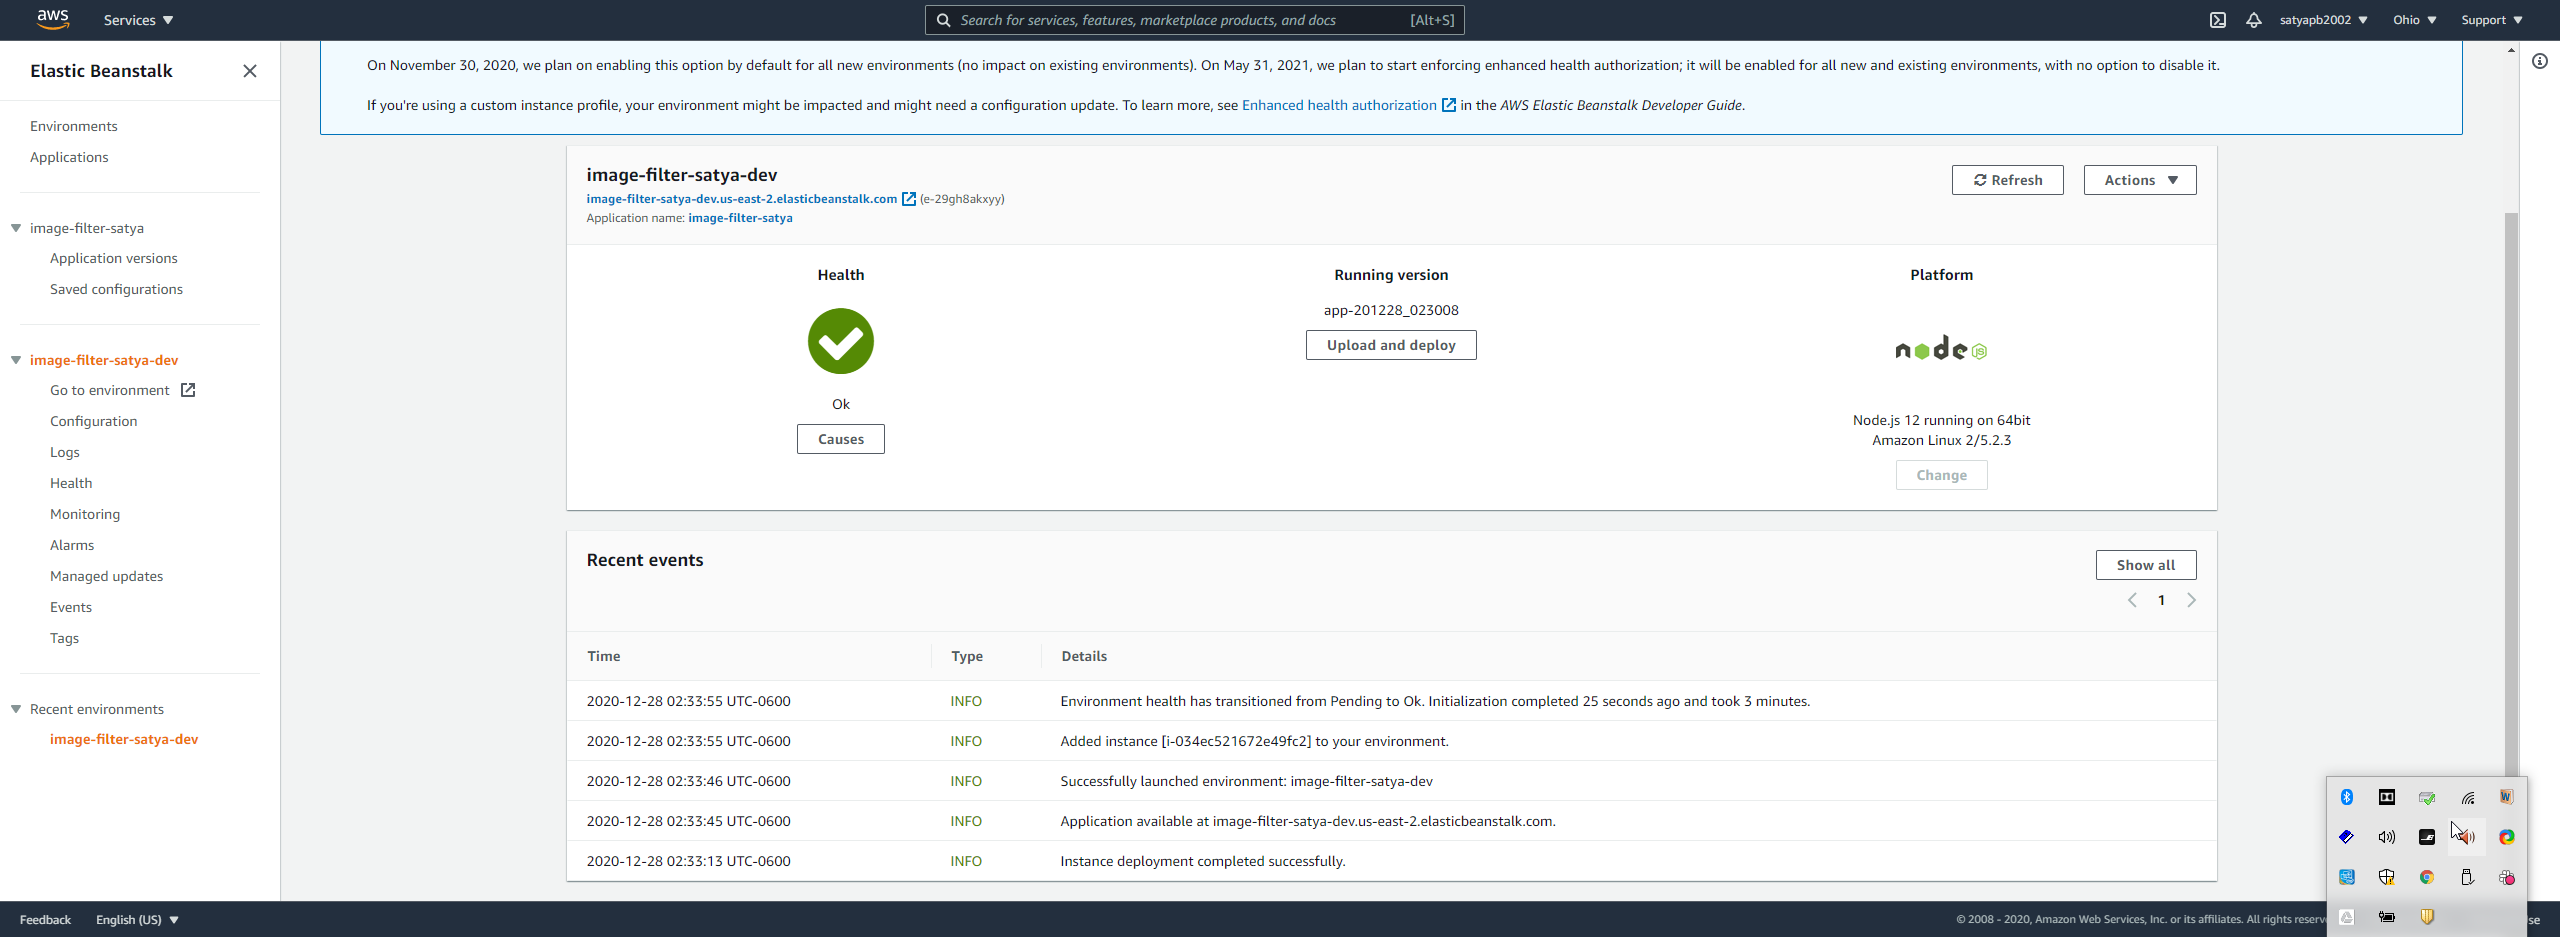 aws
Services
Search for services, features, marketplace products, and docs
[Alt+S]
satyapb2002
Ohio
Support
Elastic Beanstalk
Environments
Applications
image-filter-satya
Application versions
Saved configurations
image-filter-satya-dev
Go to environment
Configuration
Logs
Health
Monitoring
Alarms
Managed updates
Events
Tags
Recent environments
image-filter-satya-dev
On November 30, 2020, we plan on enabling this option by default for all new environments (no impact on existing environments). On May 31, 2021, we plan to start enforcing enhanced health authorization; it will be enabled for all new and existing environments, with no option to disable it.
If you're using a custom instance profile, your environment might be impacted and might need a configuration update. To learn more, see Enhanced health authorization in the AWS Elastic Beanstalk Developer Guide.
image-filter-satya-dev
image-filter-satya-dev.us-east-2.elasticbeanstalk.com (e-29gh8akxyy)
Application name: image-filter-satya
Refresh
Actions
Health
Ok
Causes
Running version
app-201228_023008
Upload and deploy
Platform
node JS
Node.js 12 running on 64bit
Amazon Linux 2/5.2.3
Change
Recent events
Show all
1
Time Type Details
2020-12-28 02:33:55 UTC-0600 INFO Environment health has transitioned from Pending to Ok. Initialization completed 25 seconds ago and took 3 minutes.
2020-12-28 02:33:55 UTC-0600 INFO Added instance [i-034ec521672e49fc2] to your environment.
2020-12-28 02:33:46 UTC-0600 INFO Successfully launched environment: image-filter-satya-dev
2020-12-28 02:33:45 UTC-0600 INFO Application available at image-filter-satya-dev.us-east-2.elasticbeanstalk.com.
2020-12-28 02:33:13 UTC-0600 INFO Instance deployment completed successfully.
Feedback
English (US)
© 2008 - 2020, Amazon Web Services, Inc. or its affiliates. All rights